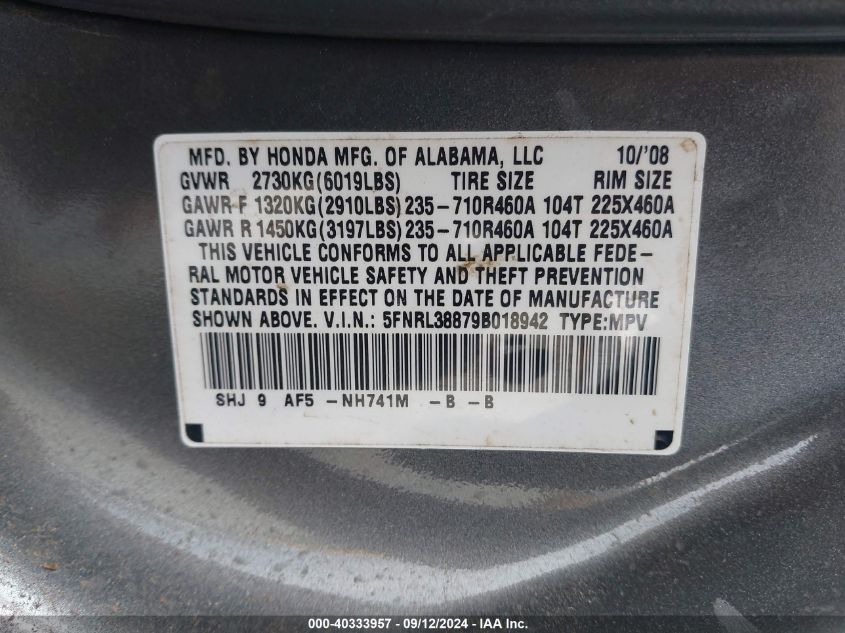 MFD. BY HONDA MFG. OF ALABAMA, LLC 10/'08
GVWR 2730KG(6019LBS) TIRE SIZE RIM SIZE
GAWR F 1320KG(2910LBS) 235-710R460A 104T 225X460A
GAWR R 1450KG(3197LBS) 235-710R460A 104T 225X460A
THIS VEHICLE CONFORMS TO ALL APPLICABLE FEDE-
RAL MOTOR VEHICLE SAFETY AND THEFT PREVENTION
STANDARDS IN EFFECT ON THE DATE OF MANUFACTURE
SHOWN ABOVE. V.I.N.: 5FNRL38879B018942 TYPE:MPV
SHJ 9 AF5 -NH741M -B -B
000-40333957 - 09/12/2024 - IAA Holdings, LLC.